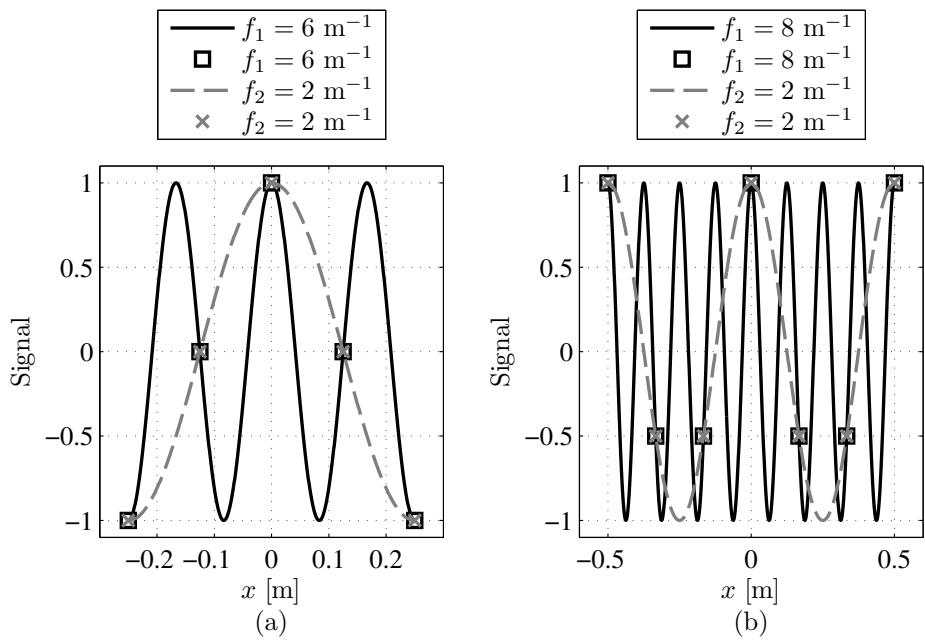 f₁ = 6 m⁻¹
f₁ = 6 m⁻¹
f₂ = 2 m⁻¹
f₂ = 2 m⁻¹
1
0.5
0
−0.5
−1
Signal
−0.2 −0.1 0 0.1 0.2
x [m]
(a)
f₁ = 8 m⁻¹
f₁ = 8 m⁻¹
f₂ = 2 m⁻¹
f₂ = 2 m⁻¹
1
0.5
0
−0.5
−1
Signal
−0.5 0 0.5
x [m]
(b)